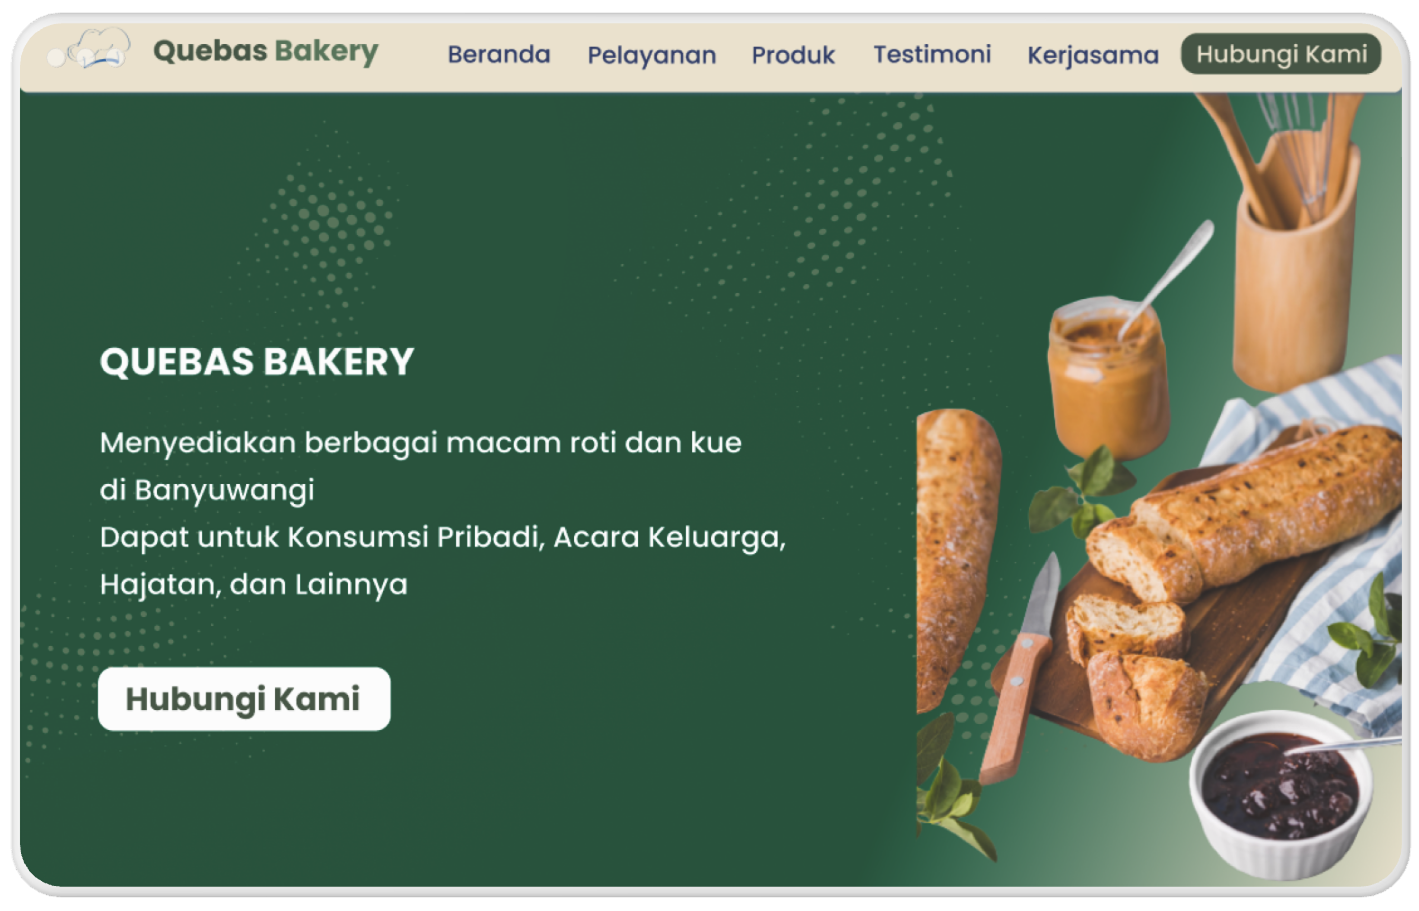 Quebas Bakery
Beranda
Pelayanan
Produk
Testimoni
Kerjasama
Hubungi Kami
QUEBAS BAKERY
Menyediakan berbagai macam roti dan kue
di Banyuwangi
Dapat untuk Konsumsi Pribadi, Acara Keluarga,
Hajatan, dan Lainnya
Hubungi Kami